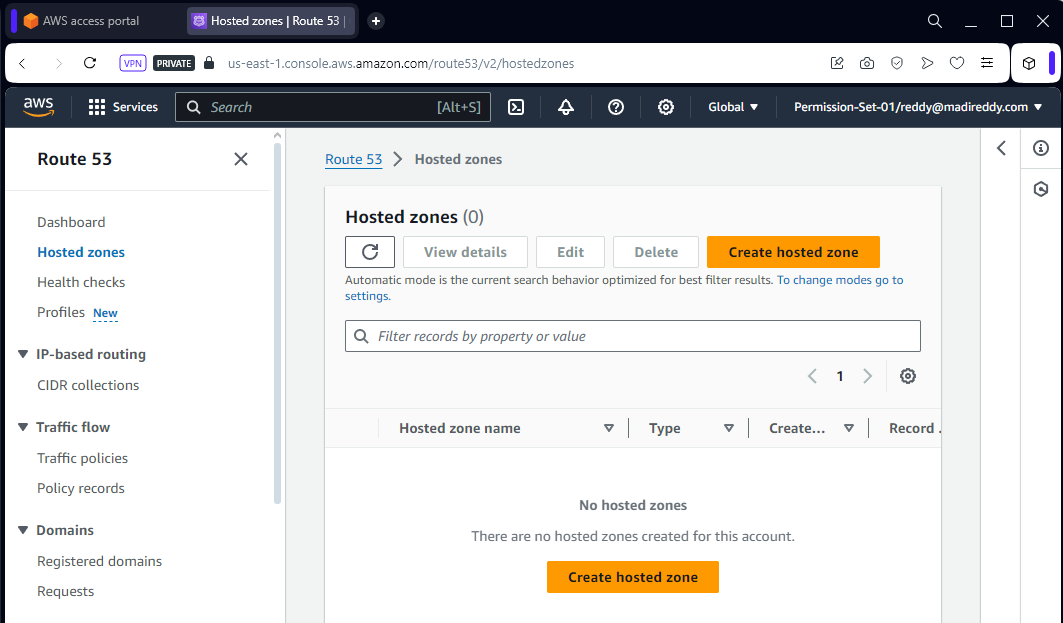 AWS access portal
Hosted zones | Route 53 |
VPN PRIVATE us-east-1.console.aws.amazon.com/route53/v2/hostedzones
aws Services Search [Alt+S] Global Permission-Set-01/reddy@madireddy.com
Route 53
Dashboard
Hosted zones
Health checks
Profiles New
IP-based routing
CIDR collections
Traffic flow
Traffic policies
Policy records
Domains
Registered domains
Requests
Route 53 > Hosted zones
Hosted zones (0)
View details Edit Delete Create hosted zone
Automatic mode is the current search behavior optimized for best filter results. To change modes go to
settings.
Filter records by property or value
1
Hosted zone name Type Create... Record .
No hosted zones
There are no hosted zones created for this account.
Create hosted zone